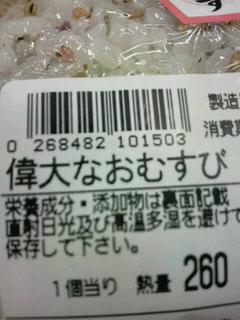 す
製造
消費期
0 268482 101503
偉大なおむすび
栄養成分・添加物は裏面記載
直射日光及び高温多湿を避けて
保存して下さい。
1個当り 熱量 260